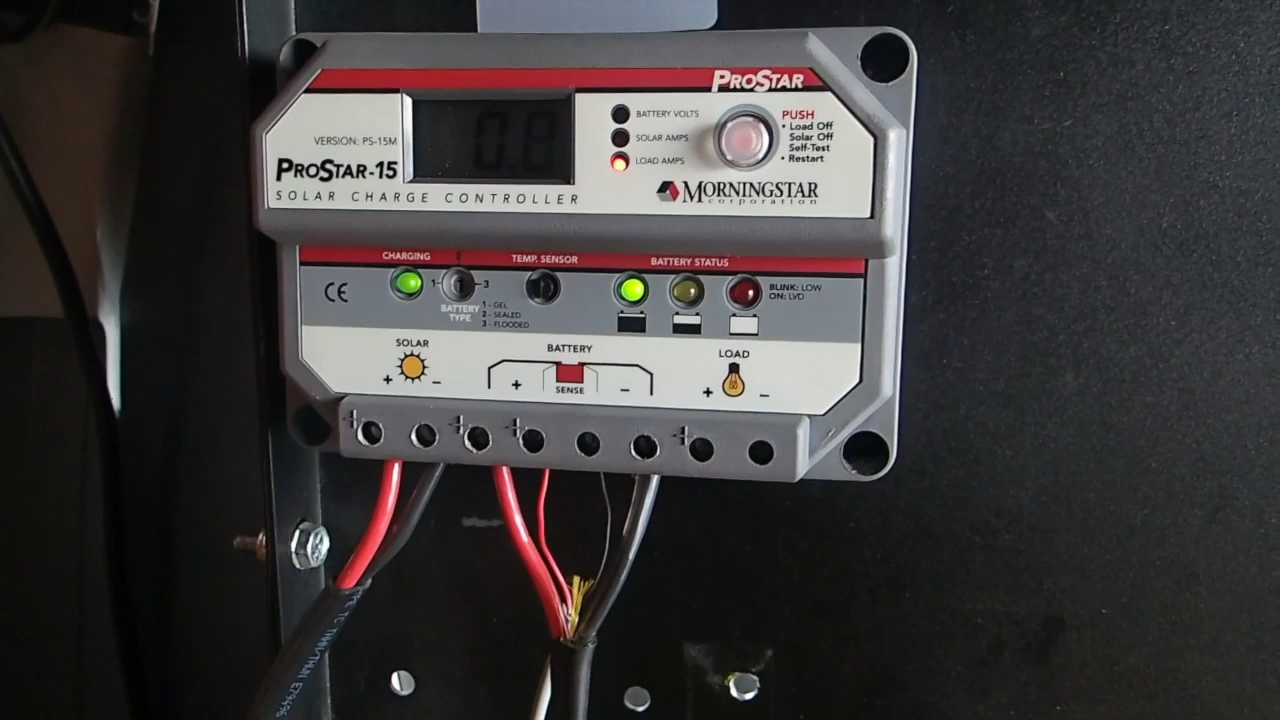 PROSTAR
BATTERY VOLTS
SOLAR AMPS
LOAD AMPS
PUSH
• Load Off
Solar Off
Self-Test
• Restart
VERSION: PS-15M
PROSTAR-15
SOLAR CHARGE CONTROLLER
0.8
MORNINGSTAR
corporation
CHARGING
TEMP. SENSOR
BATTERY STATUS
CE
1
3
BATTERY
TYPE
1 - GEL
2 - SEALED
3 - FLOODED
BLINK: LOW
ON: LVD
SOLAR
+ −
BATTERY
+ SENSE −
LOAD
+ −